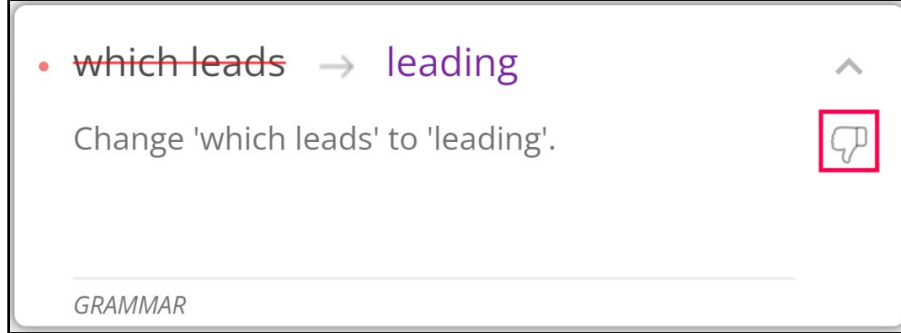 which leads → leading
Change 'which leads' to 'leading'.
GRAMMAR